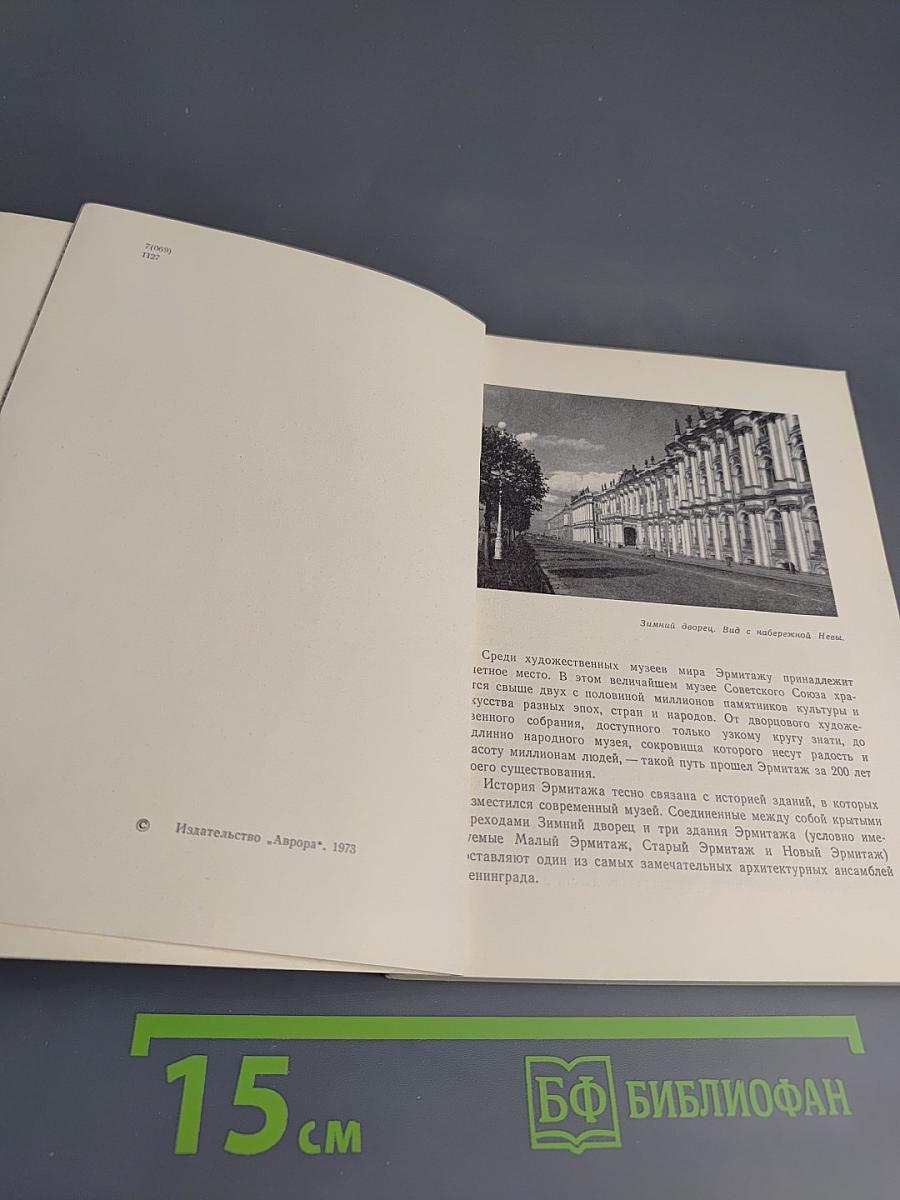 7(069)
П27
© Издательство „Аврора“. 1973
Зимний дворец. Вид с набережной Невы.
Среди художественных музеев мира Эрмитажу принадлежит
четное место. В этом величайшем музее Советского Союза хра-
тся свыше двух с половиной миллионов памятников культуры и
кусства разных эпох, стран и народов. От дворцового художе-
венного собрания, доступного только узкому кругу знати, до
длинно народного музея, сокровища которого несут радость и
асоту миллионам людей, — такой путь прошел Эрмитаж за 200 лет
оего существования.
История Эрмитажа тесно связана с историей зданий, в которых
зместился современный музей. Соединенные между собой крытыми
реходами Зимний дворец и три здания Эрмитажа (условно име-
уемые Малый Эрмитаж, Старый Эрмитаж и Новый Эрмитаж)
ставляют один из самых замечательных архитектурных ансамблей
енинграда.
15 см
БФ БИБЛИОФАН